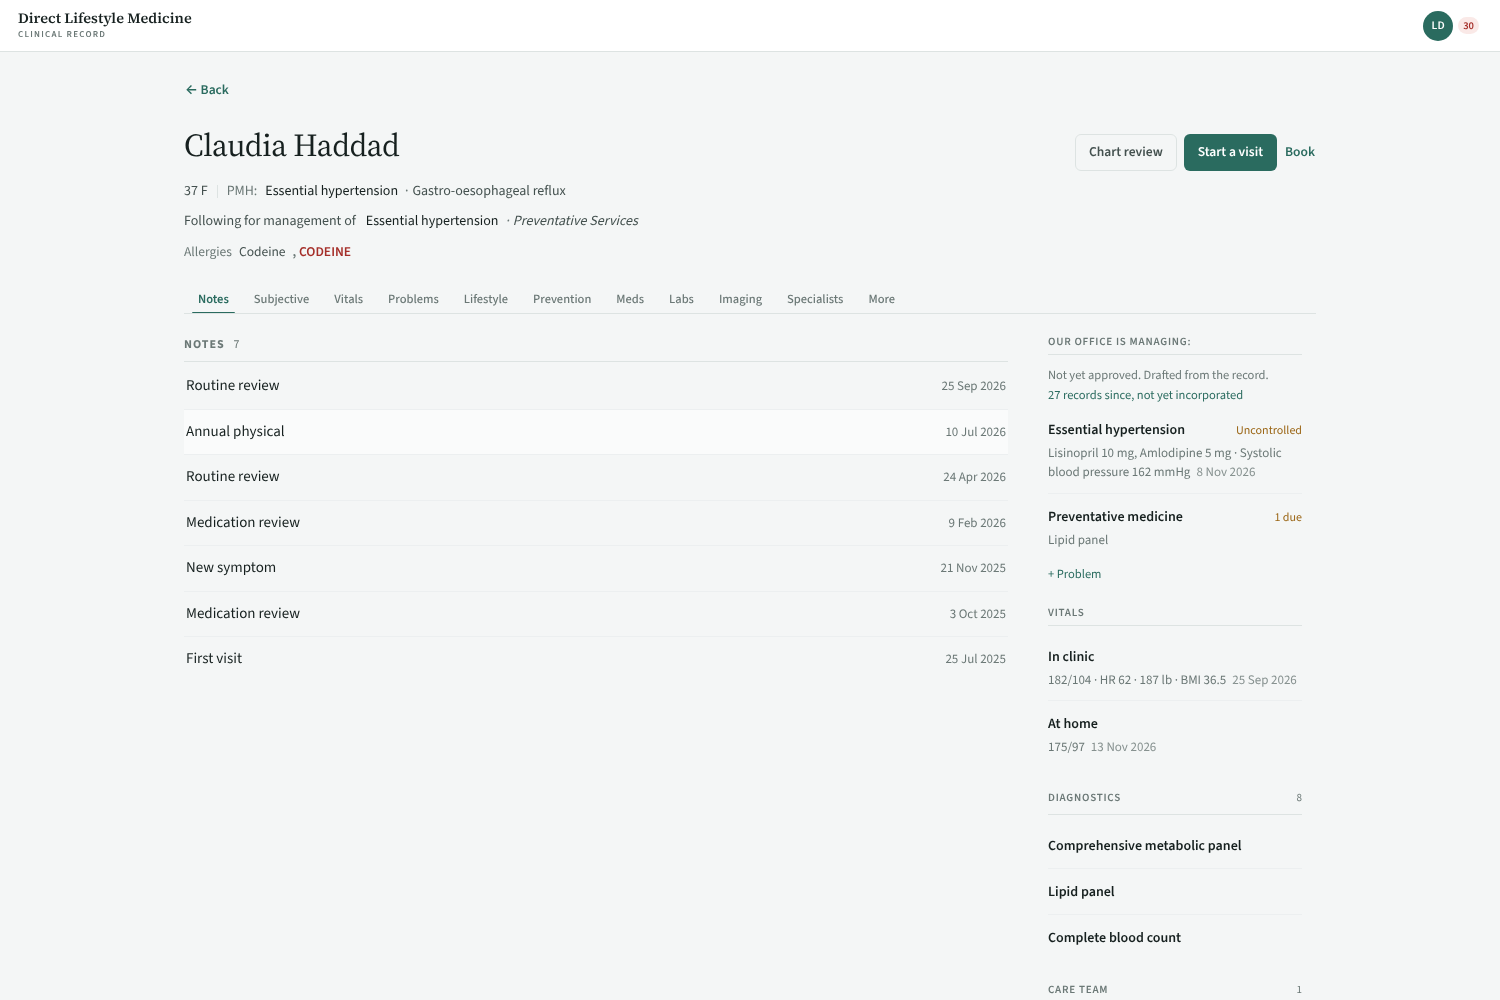 Direct Lifestyle Medicine
CLINICAL RECORD
LD
30
← Back
Claudia Haddad
Chart review
Start a visit
Book
37 F | PMH: Essential hypertension · Gastro-oesophageal reflux
Following for management of Essential hypertension · Preventative Services
Allergies Codeine , CODEINE
Notes Subjective Vitals Problems Lifestyle Prevention Meds Labs Imaging Specialists More
NOTES 7
Routine review 25 Sep 2026
Annual physical 10 Jul 2026
Routine review 24 Apr 2026
Medication review 9 Feb 2026
New symptom 21 Nov 2025
Medication review 3 Oct 2025
First visit 25 Jul 2025
OUR OFFICE IS MANAGING:
Not yet approved. Drafted from the record.
27 records since, not yet incorporated
Essential hypertension Uncontrolled
Lisinopril 10 mg, Amlodipine 5 mg · Systolic
blood pressure 162 mmHg 8 Nov 2026
Preventative medicine 1 due
Lipid panel
+ Problem
VITALS
In clinic
182/104 · HR 62 · 187 lb · BMI 36.5 25 Sep 2026
At home
175/97 13 Nov 2026
DIAGNOSTICS 8
Comprehensive metabolic panel
Lipid panel
Complete blood count
CARE TEAM 1